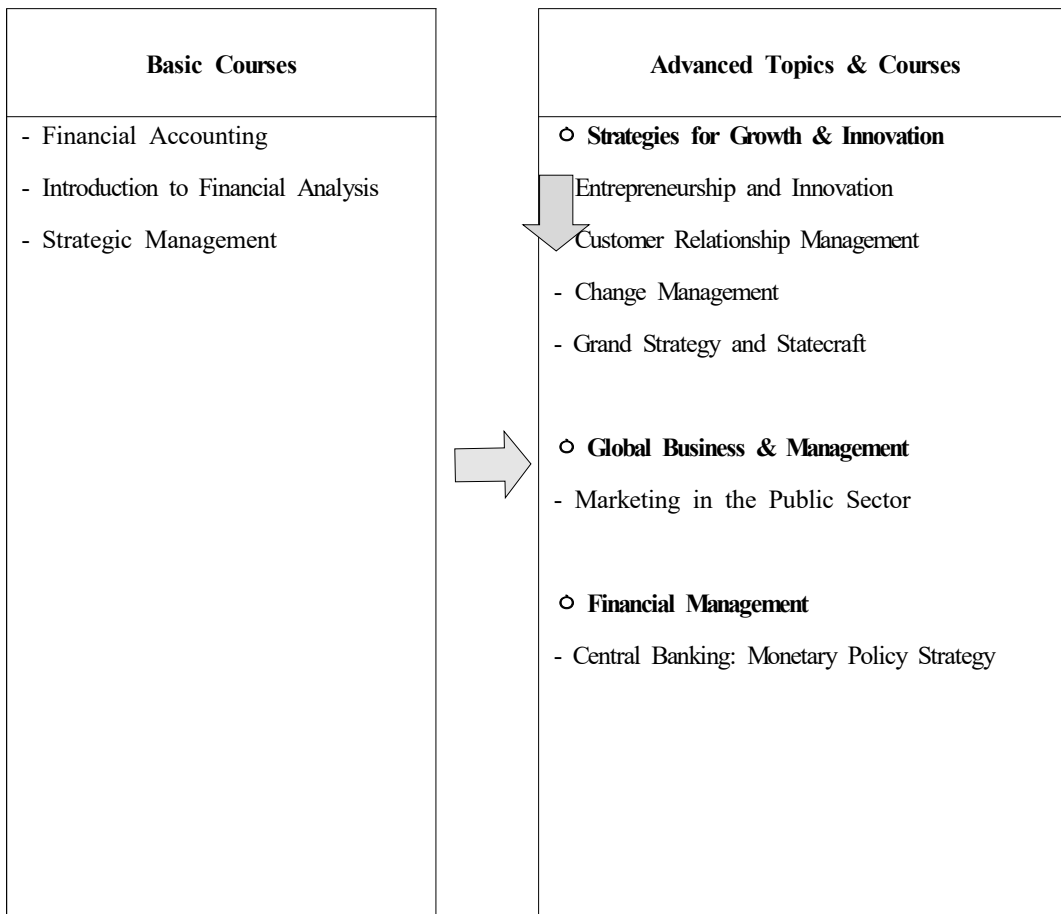 Basic Courses
- Financial Accounting
- Introduction to Financial Analysis
- Strategic Management
Advanced Topics & Courses
○ Strategies for Growth & Innovation
Entrepreneurship and Innovation
Customer Relationship Management
- Change Management
- Grand Strategy and Statecraft
○ Global Business & Management
- Marketing in the Public Sector
○ Financial Management
- Central Banking: Monetary Policy Strategy